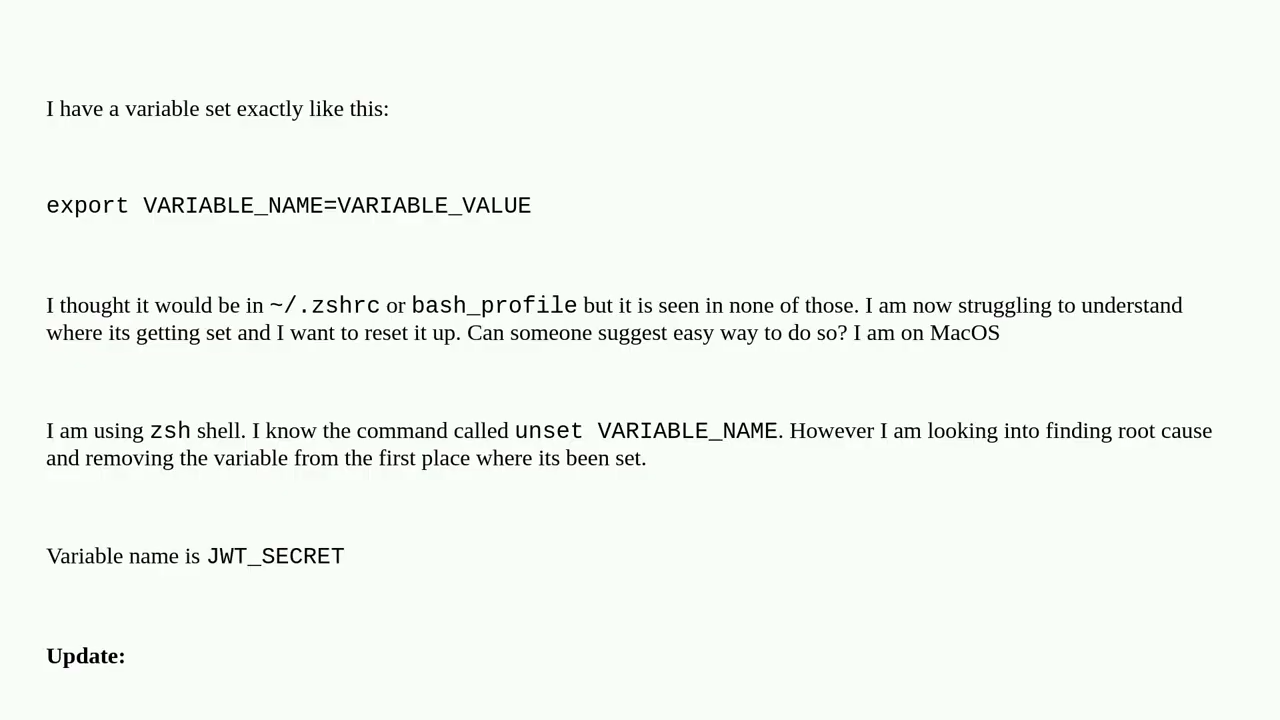 I have a variable set exactly like this:
export VARIABLE_NAME=VARIABLE_VALUE
I thought it would be in ~/.zshrc or bash_profile but it is seen in none of those. I am now struggling to understand
where its getting set and I want to reset it up. Can someone suggest easy way to do so? I am on MacOS
I am using zsh shell. I know the command called unset VARIABLE_NAME. However I am looking into finding root cause
and removing the variable from the first place where its been set.
Variable name is JWT_SECRET
Update: